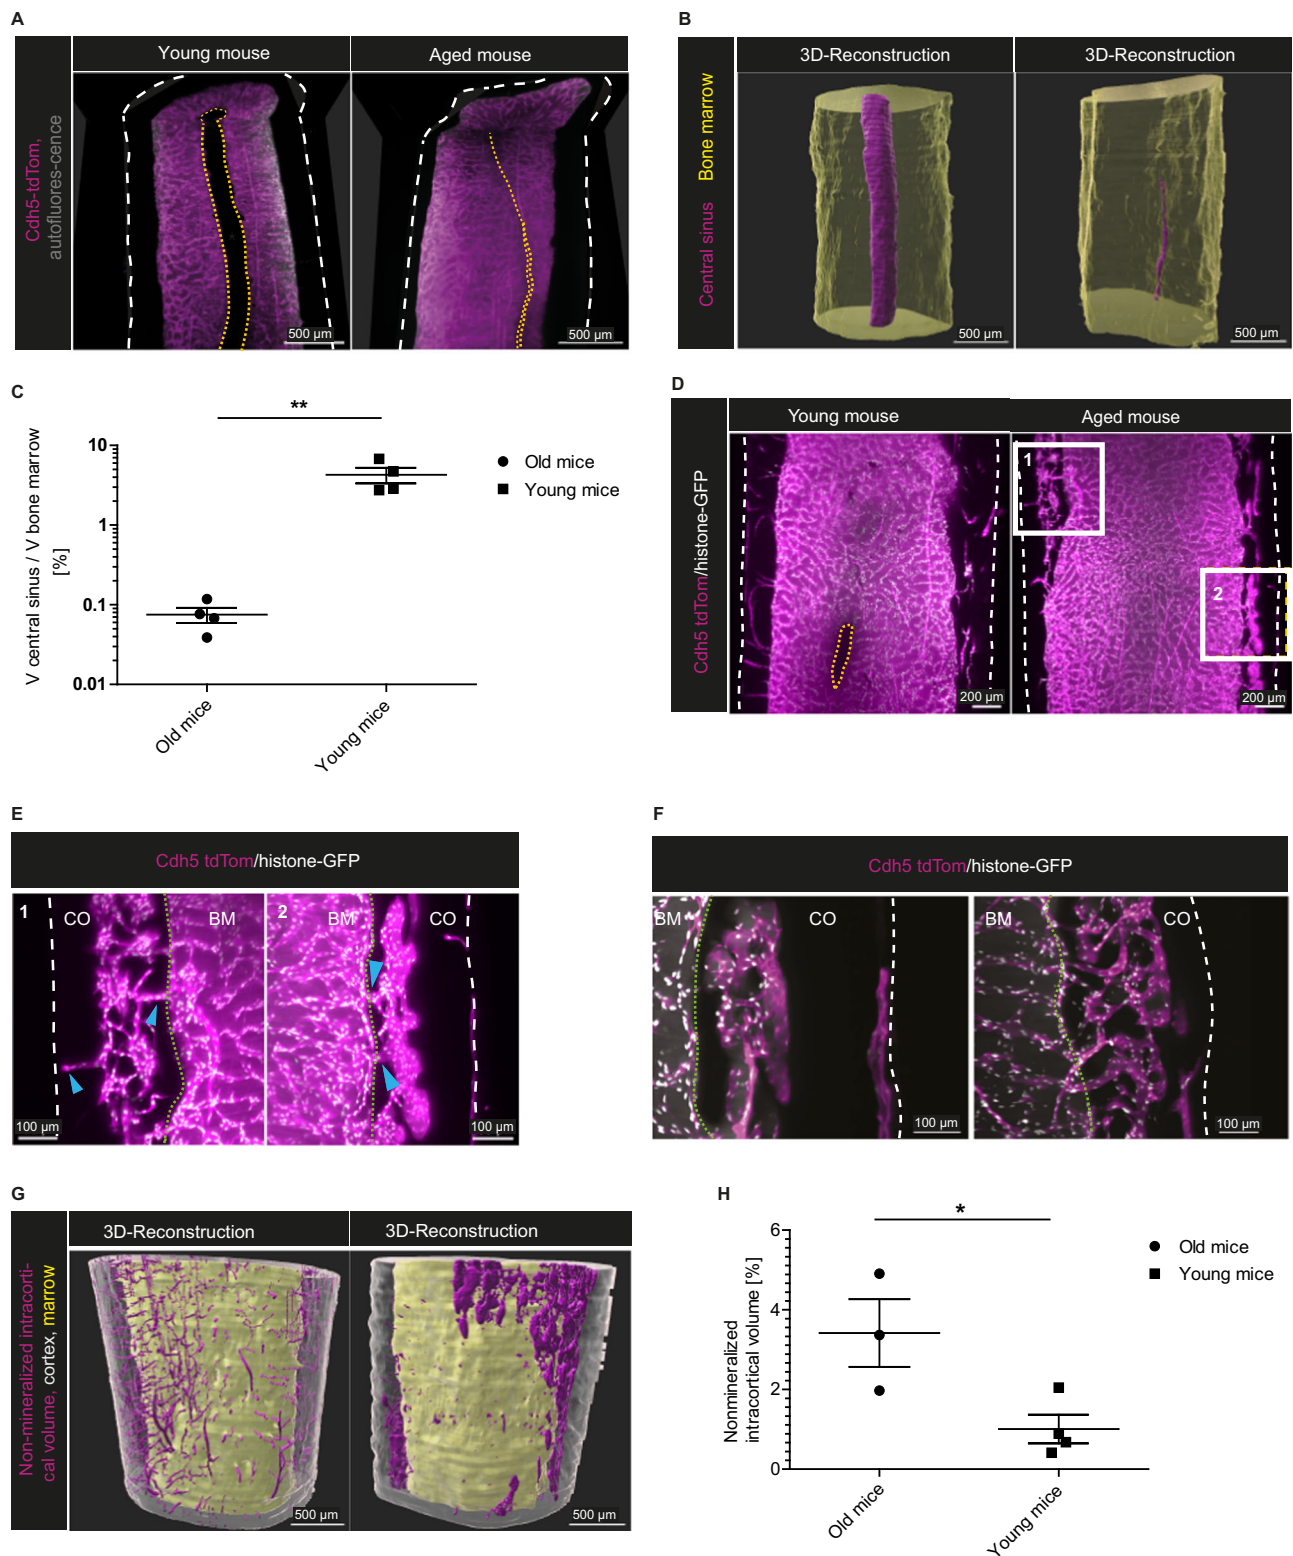 A
Young mouse
Aged mouse
Cdh5-tdTom,
autofluores-cence
500 µm
500 µm
B
3D-Reconstruction
3D-Reconstruction
Central sinus Bone marrow
500 µm
500 µm
C
**
V central sinus / V bone marrow
[%]
10
1
0.1
0.01
Old mice
Young mice
Old mice
Young mice
D
Young mouse
Aged mouse
Cdh5 tdTom/histone-GFP
1
2
200 µm
200 µm
E
Cdh5 tdTom/histone-GFP
1
CO
BM
2
BM
CO
100 µm
100 µm
F
Cdh5 tdTom/histone-GFP
BM
CO
BM
CO
100 µm
100 µm
G
3D-Reconstruction
3D-Reconstruction
Non-mineralized intracorti-
cal volume, cortex, marrow
500 µm
500 µm
H
*
Nonmineralized
intracortical volume [%]
6
4
2
0
Old mice
Young mice
Old mice
Young mice